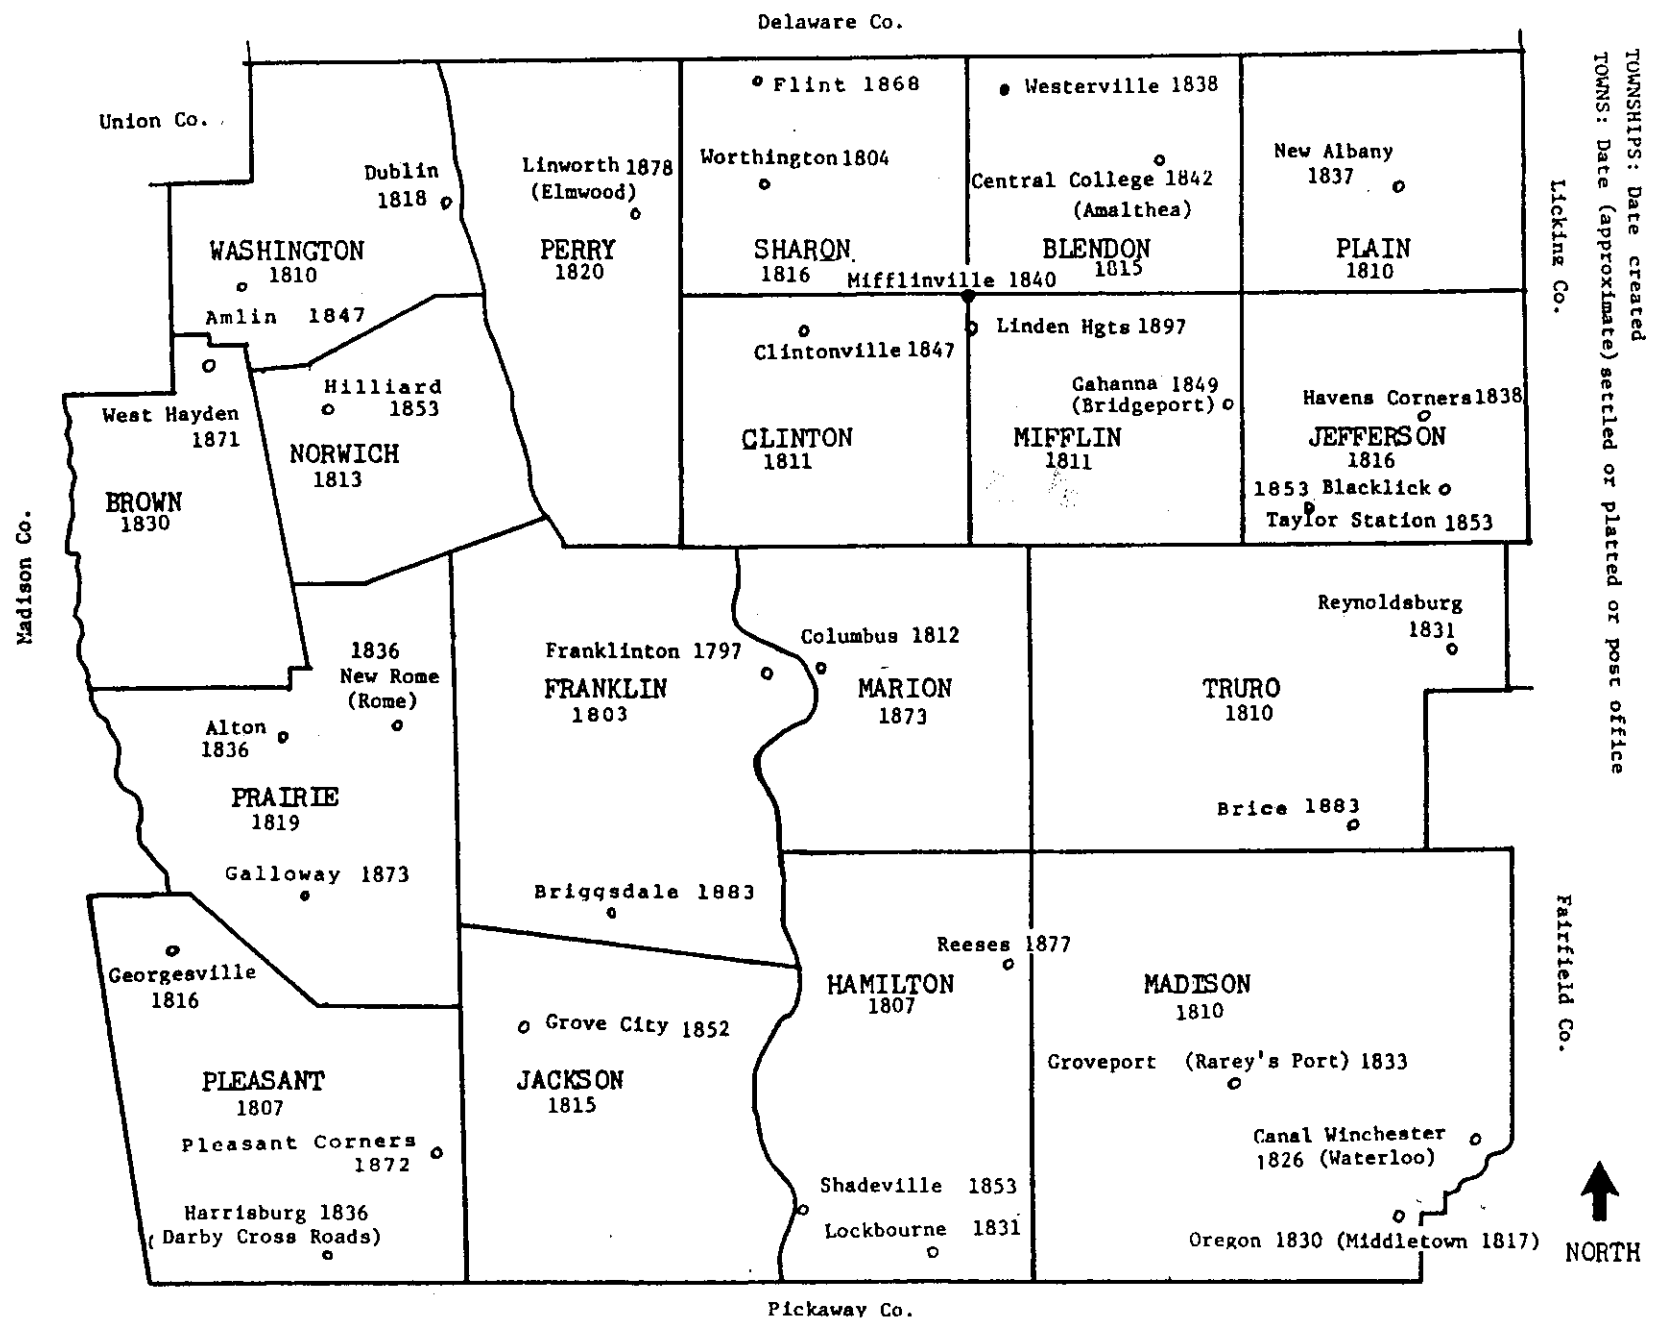 Delaware Co.
Union Co.
Flint 1868
Westerville 1838
Worthington 1804
New Albany
1837
Dublin
1818
Linworth 1878
(Elmwood)
Central College 1842
(Amalthea)
WASHINGTON
1810
PERRY
1820
SHARON
1816
BLENDON
1815
PLAIN
1810
Mifflinville 1840
Amlin 1847
Linden Hgts 1897
Clintonville 1847
Hilliard
1853
Gahanna 1849
(Bridgeport)
Havens Corners 1838
West Hayden
1871
NORWICH
1813
CLINTON
1811
MIFFLIN
1811
JEFFERSON
1816
BROWN
1830
1853 Blacklick
Taylor Station 1853
Reynoldsburg
1831
1836
New Rome
(Rome)
Franklinton 1797
Columbus 1812
FRANKLIN
1803
MARION
1873
TRURO
1810
Alton
1836
PRAIRIE
1819
Brice 1883
Galloway 1873
Briggsdale 1883
Georgesville
1816
Reeses 1877
HAMILTON
1807
MADISON
1810
Grove City 1852
Groveport (Rarey's Port) 1833
PLEASANT
1807
JACKSON
1815
Pleasant Corners
1872
Canal Winchester
1826 (Waterloo)
Harrisburg 1836
(Darby Cross Roads)
Shadeville 1853
Lockbourne 1831
Oregon 1830 (Middletown 1817)
NORTH
Pickaway Co.
Madison Co.
Licking Co.
Fairfield Co.
TOWNSHIPS: Date created
TOWNS: Date (approximate) settled or platted or post office